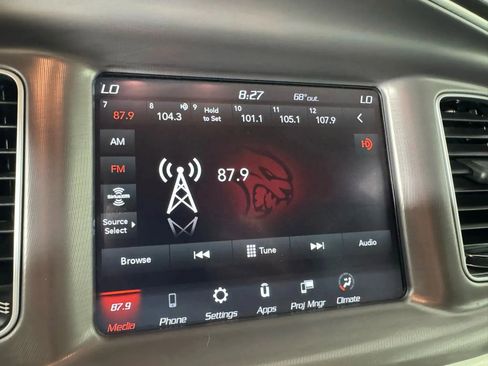 LO 8:27 68°out. LO
7 8 9 10 11 12
87.9 104.3 Hold to Set 101.1 105.1 107.9
AM
FM
87.9
SiriusXM
Source Select
Browse Tune Audio
87.9
Media Phone Settings Apps Proj Mngr Climate